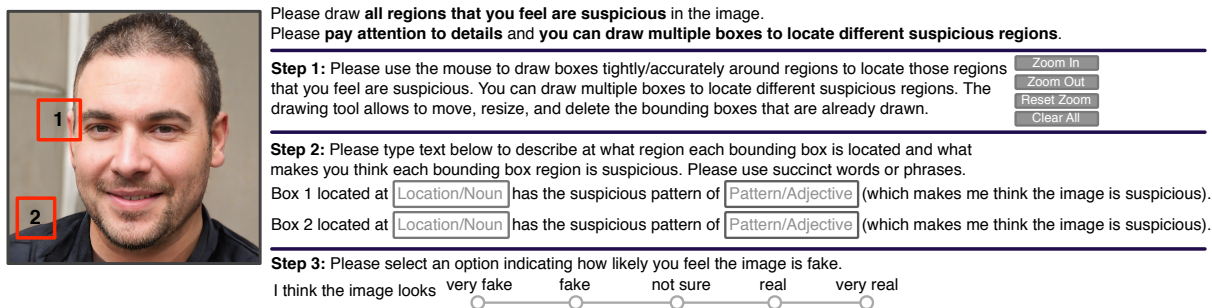 Please draw all regions that you feel are suspicious in the image.
Please pay attention to details and you can draw multiple boxes to locate different suspicious regions.
Step 1: Please use the mouse to draw boxes tightly/accurately around regions to locate those regions
that you feel are suspicious. You can draw multiple boxes to locate different suspicious regions. The
drawing tool allows to move, resize, and delete the bounding boxes that are already drawn.
Zoom In
Zoom Out
Reset Zoom
Clear All
1
2
Step 2: Please type text below to describe at what region each bounding box is located and what
makes you think each bounding box region is suspicious. Please use succinct words or phrases.
Box 1 located at Location/Noun has the suspicious pattern of Pattern/Adjective (which makes me think the image is suspicious).
Box 2 located at Location/Noun has the suspicious pattern of Pattern/Adjective (which makes me think the image is suspicious).
Step 3: Please select an option indicating how likely you feel the image is fake.
I think the image looks very fake fake not sure real very real